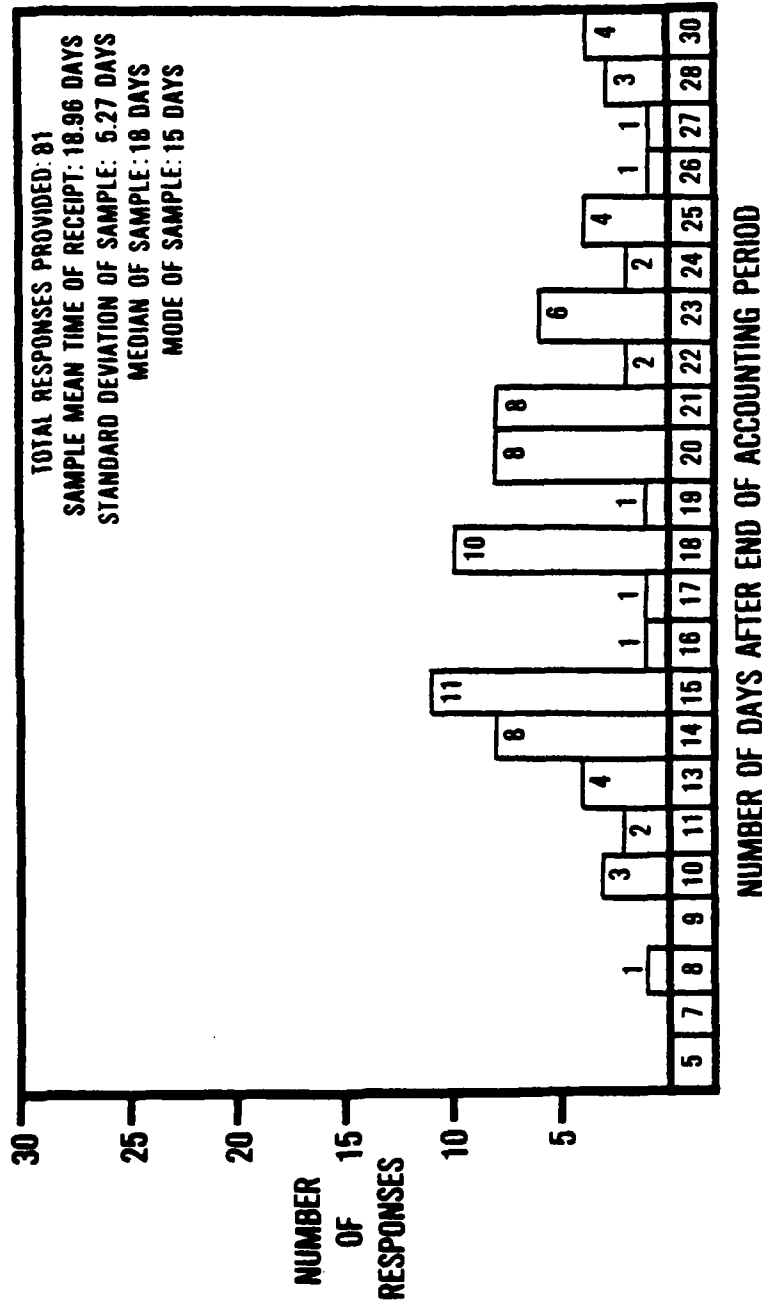 TOTAL RESPONSES PROVIDED: 81
SAMPLE MEAN TIME OF RECEIPT: 18.96 DAYS
STANDARD DEVIATION OF SAMPLE: 5.27 DAYS
MEDIAN OF SAMPLE: 18 DAYS
MODE OF SAMPLE: 15 DAYS
30
25
20
15
10
5
NUMBER
OF
RESPONSES
1 3 2 4 8 11 1 1 10 1 8 8 2 6 2 4 1 1 3 4
5 7 8 9 10 11 13 14 15 16 17 18 19 20 21 22 23 24 25 26 27 28 30
NUMBER OF DAYS AFTER END OF ACCOUNTING PERIOD